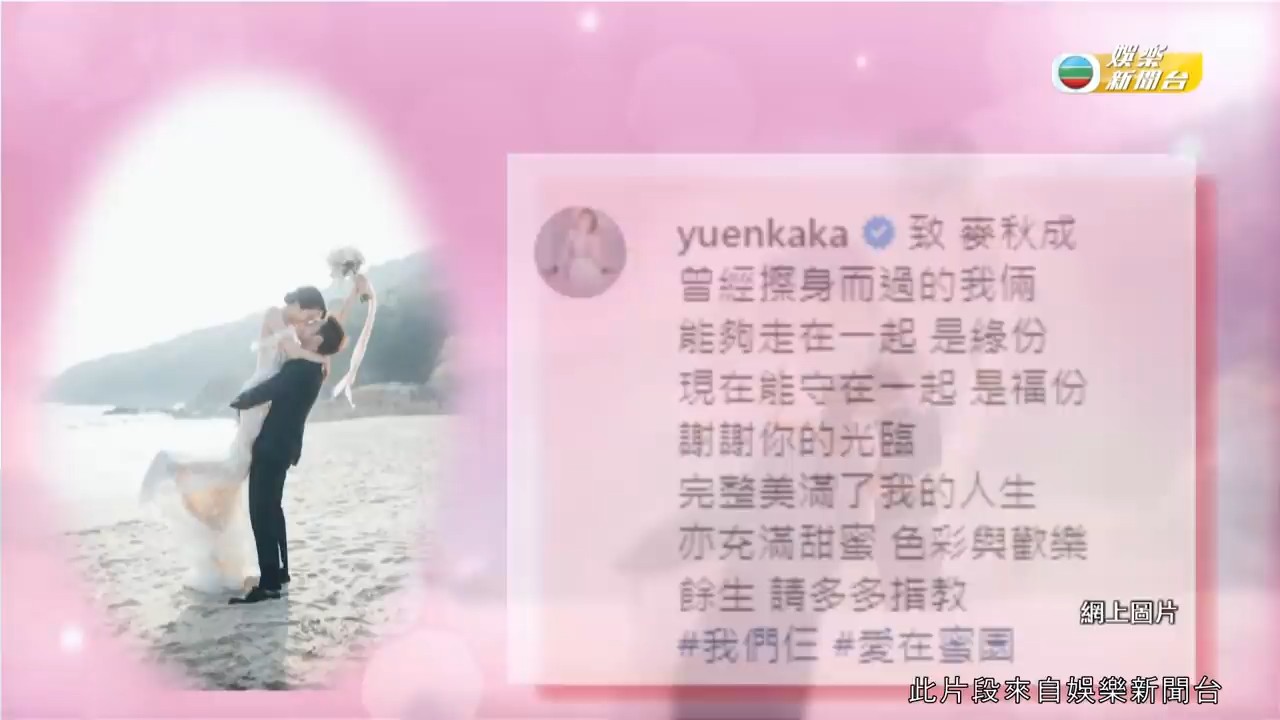 娛樂
新聞台
yuenkaka 致 麥秋成
曾經擦身而過的我倆
能夠走在一起 是緣份
現在能守在一起 是福份
謝謝你的光臨
完整美滿了我的人生
亦充滿甜蜜 色彩與歡樂
餘生 請多多指教
#我們仨 #愛在蜜園
網上圖片
此片段來自娛樂新聞台